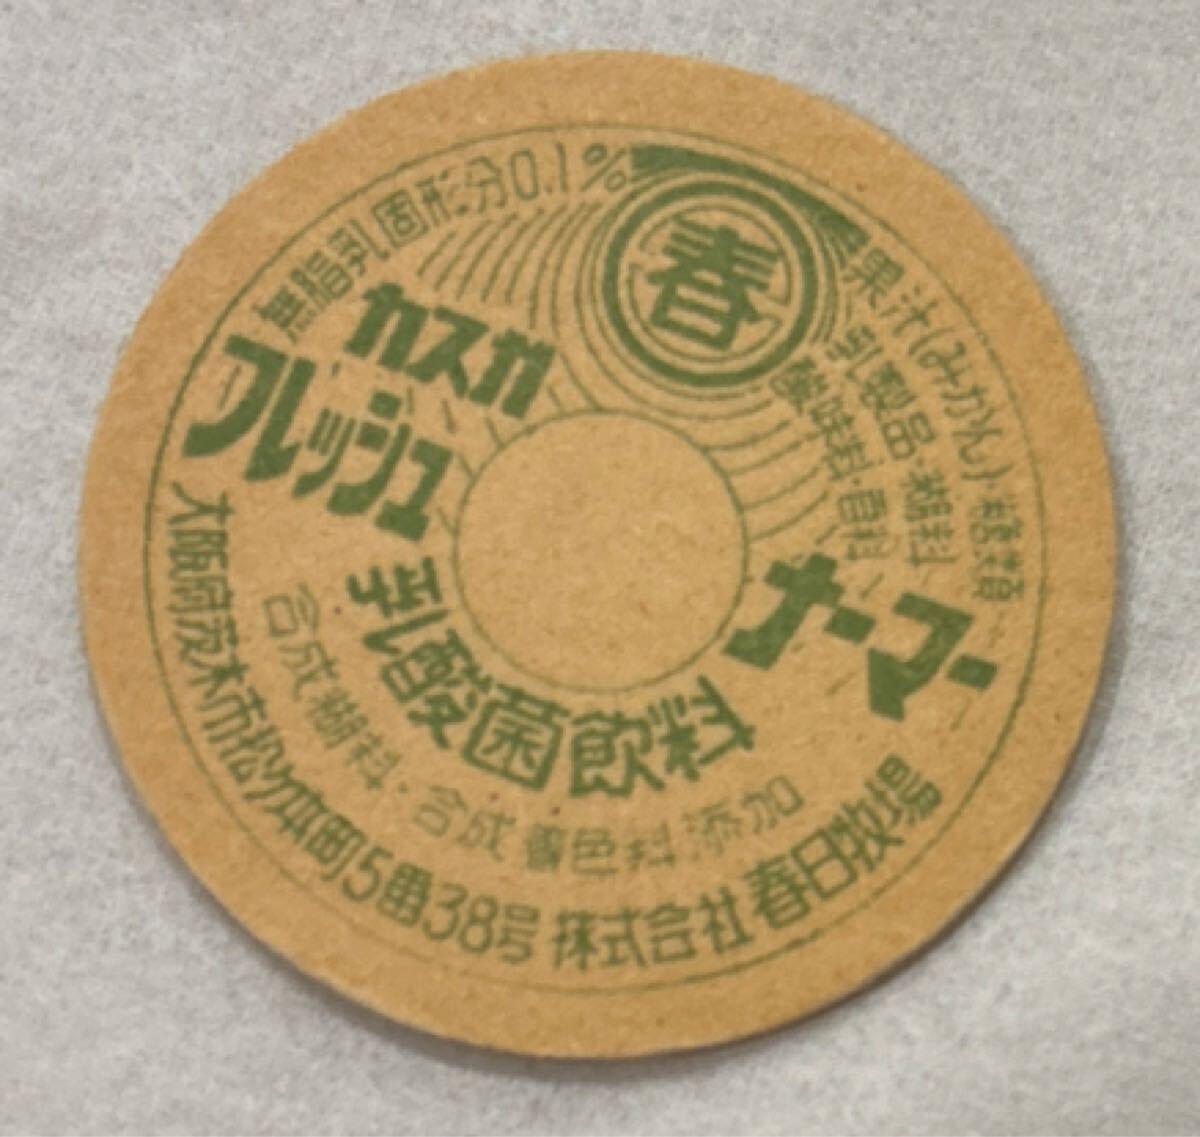 無脂乳固形分0.1%
春
果汁(みかん)・糖類
乳製品・糊料
酸味料・香料
カスガ
フレッシュ
ナーコー
乳酸菌飲料
合成糊料・合成着色料添加
大阪府茨木市松ケ本町5番38号 株式会社春日牧場